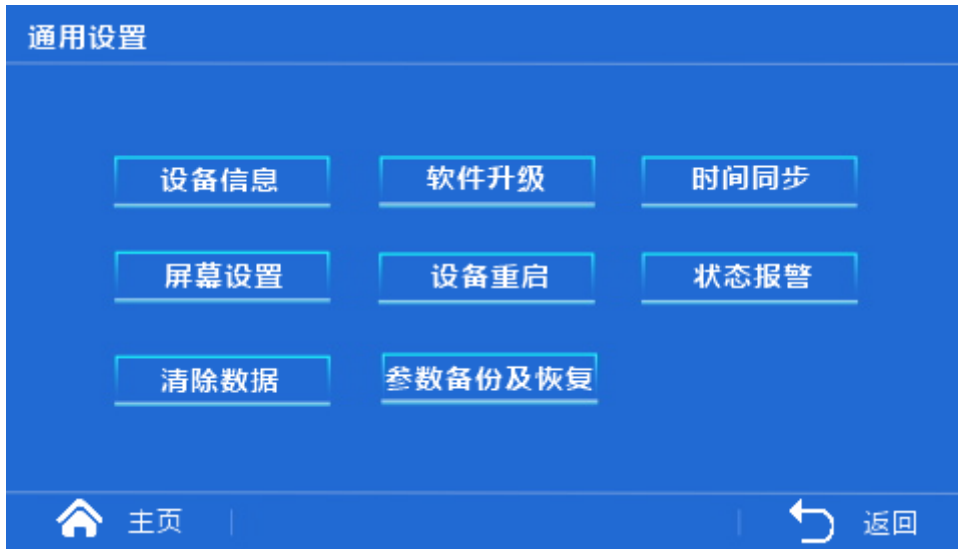 通用设置
设备信息 软件升级 时间同步
屏幕设置 设备重启 状态报警
清除数据 参数备份及恢复
主页 返回